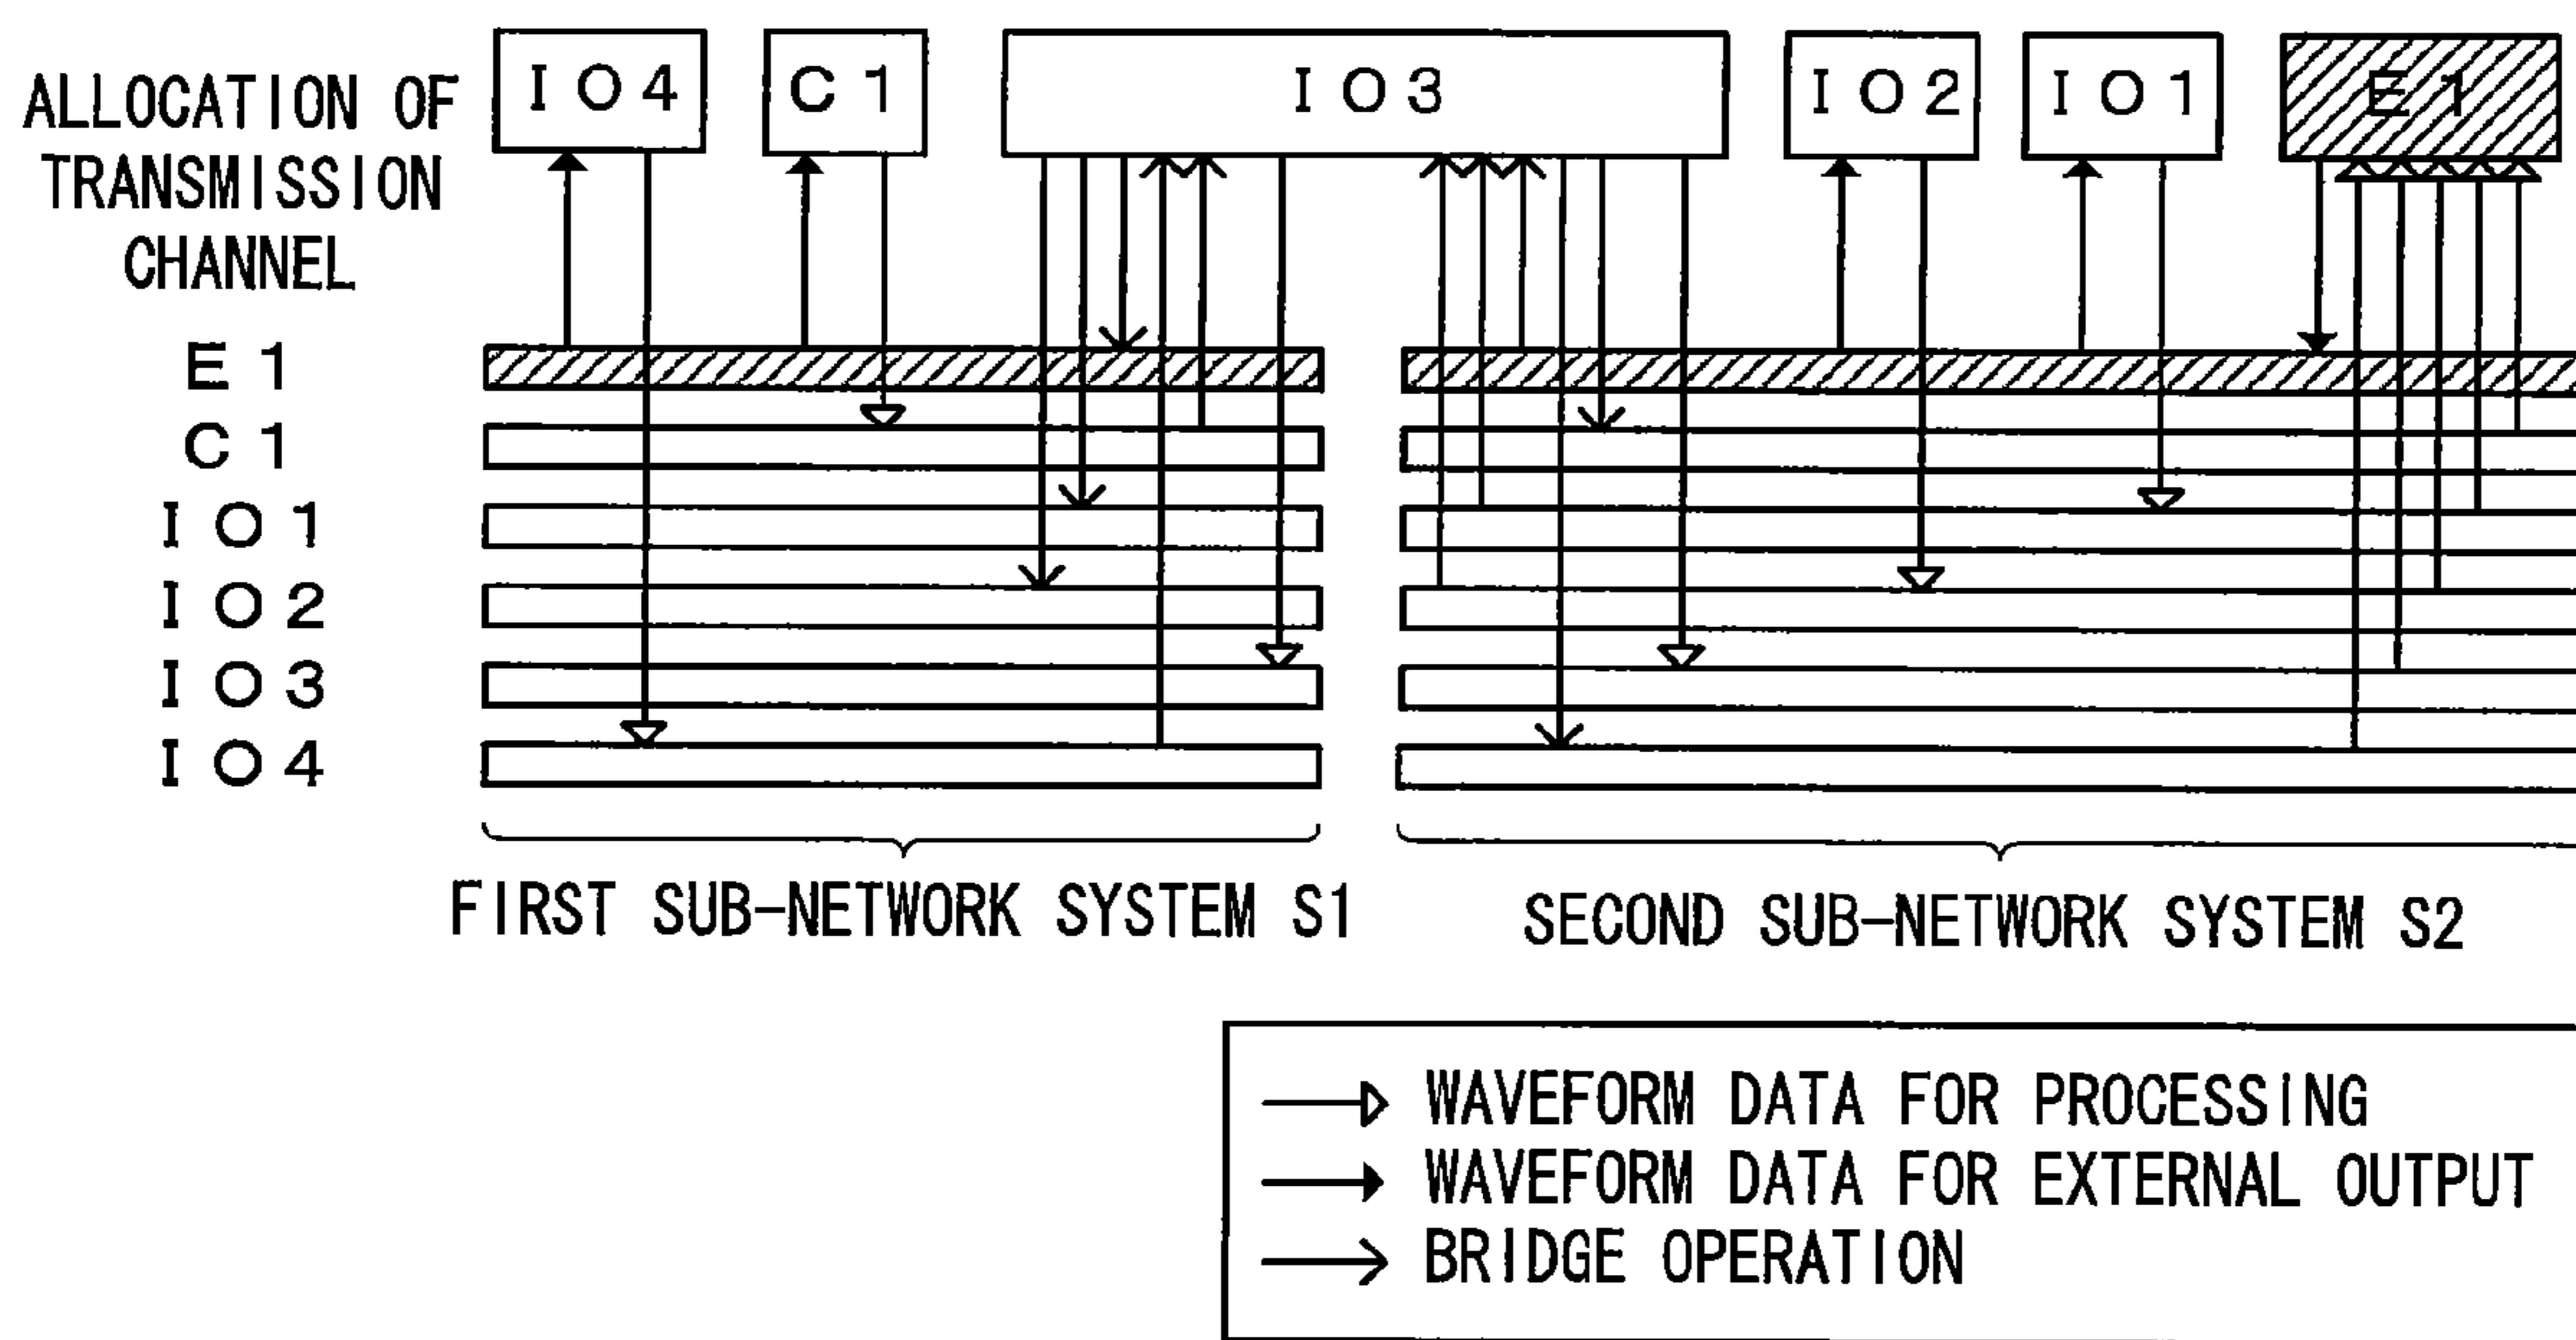 IO4
C1
IO3
IO2
IO1
E1
ALLOCATION OF
TRANSMISSION
CHANNEL
E1
C1
IO1
IO2
IO3
IO4
FIRST SUB-NETWORK SYSTEM S1
SECOND SUB-NETWORK SYSTEM S2
WAVEFORM DATA FOR PROCESSING
WAVEFORM DATA FOR EXTERNAL OUTPUT
BRIDGE OPERATION